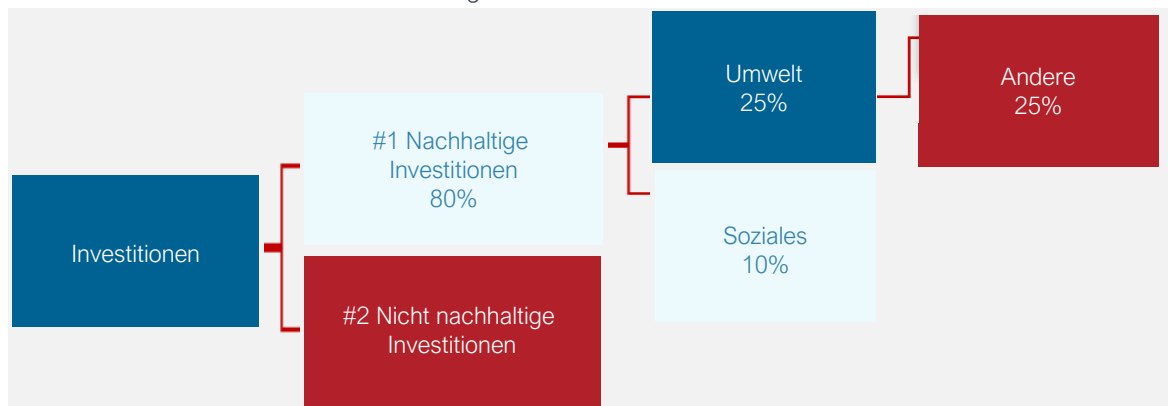 Umwelt
25%
Andere
25%
#1 Nachhaltige
Investitionen
80%
Investitionen
Soziales
10%
#2 Nicht nachhaltige
Investitionen